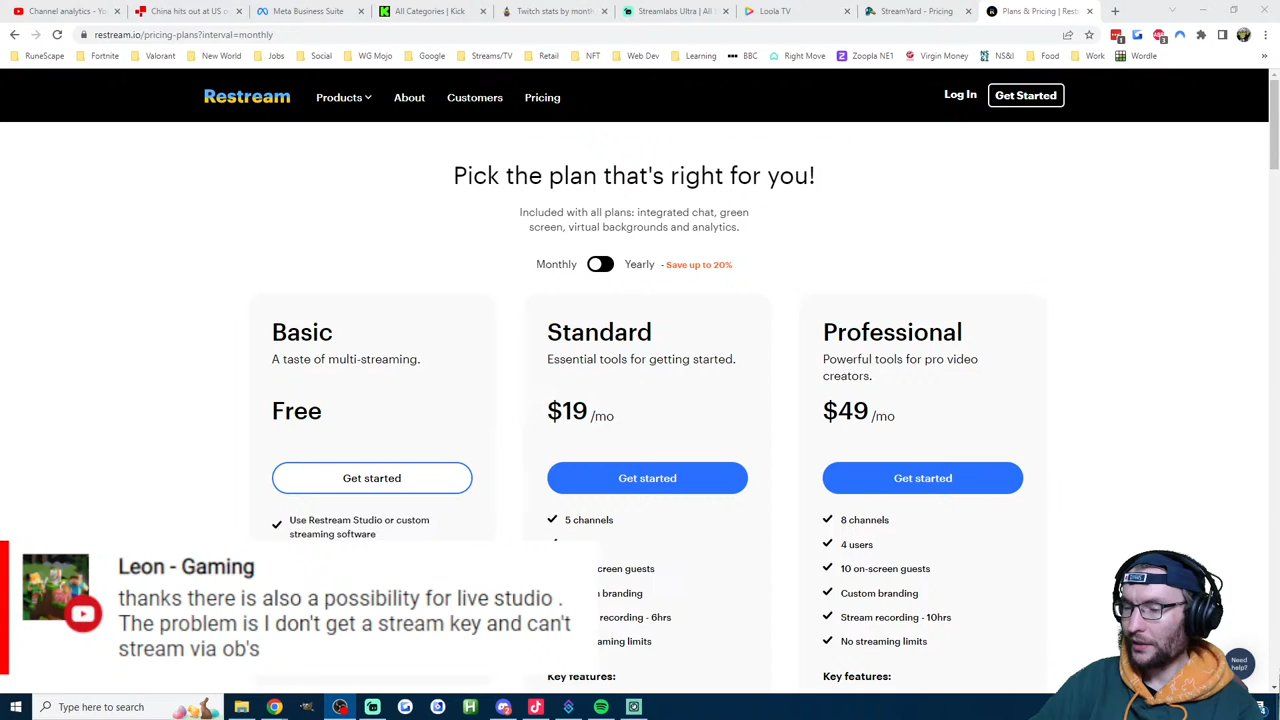 Channel analytics - Yo
China hits out at US o
Meta Business Suite
All Categories | Kick
Twitch stats by month
Streamlabs Ultra | All
Loola TV
StreamYard - Pricing
Plans & Pricing | Restr
restream.io/pricing-plans?interval=monthly
RuneScape
Fortnite
Valorant
New World
Jobs
Social
WG Mojo
Google
Streams/TV
Retail
NFT
Web Dev
Learning
BBC
Right Move
Zoopla NE1
Virgin Money
NS&I
Food
Work
Wordle
Restream
Products
About
Customers
Pricing
Log In
Get Started
Pick the plan that's right for you!
Included with all plans: integrated chat, green
screen, virtual backgrounds and analytics.
Monthly
Yearly
- Save up to 20%
Basic
A taste of multi-streaming.
Free
Get started
Use Restream Studio or custom
streaming software
Standard
Essential tools for getting started.
$19 /mo
Get started
5 channels
screen guests
branding
recording - 6hrs
aming limits
Key features:
Professional
Powerful tools for pro video
creators.
$49 /mo
Get started
8 channels
4 users
10 on-screen guests
Custom branding
Stream recording - 10hrs
No streaming limits
Key features:
Leon - Gaming
thanks there is also a possibility for live studio .
The problem is I don't get a stream key and can't
stream via ob's
Need
help?
Type here to search